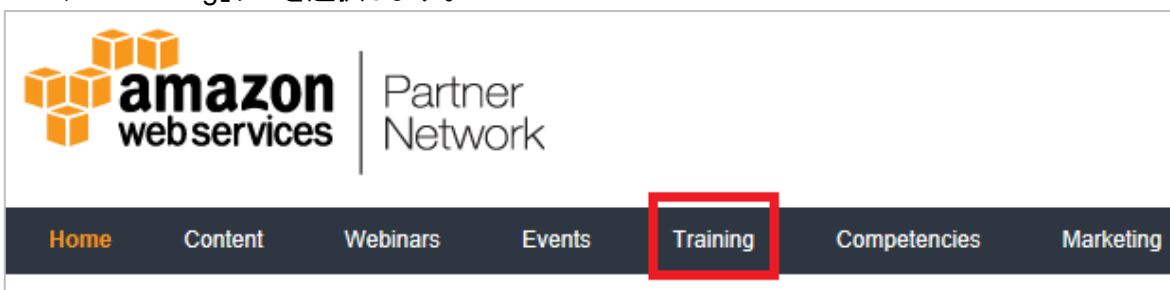 amazon
web services
Partner
Network
Home Content Webinars Events Training Competencies Marketing